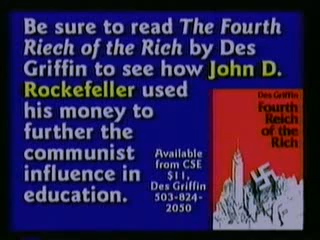 Be sure to read The Fourth
Riech of the Rich by Des
Griffin to see how John D.
Rockefeller used
his money to
further the
communist
influence in
education.
Available
from CSE
$11,
Des Griffin
503-824-
2050
Des Griffin
Fourth
Reich
of the
Rich